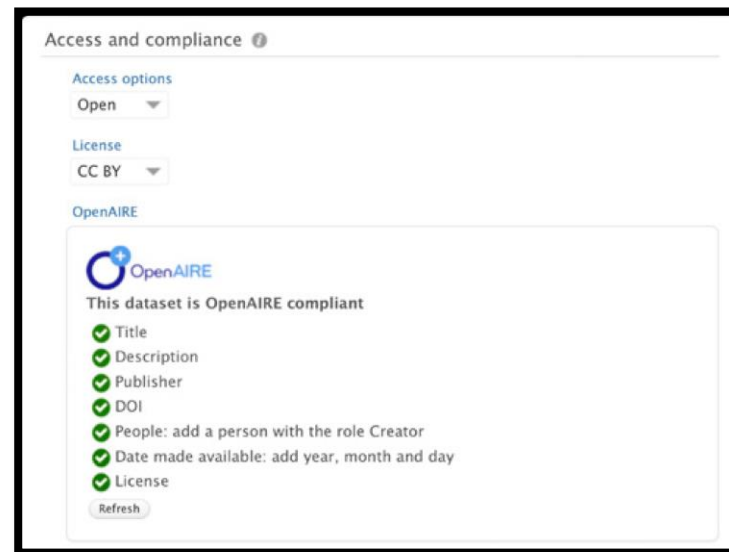 Access and compliance i
Access options
Open
License
CC BY
OpenAIRE
OpenAIRE
This dataset is OpenAIRE compliant
Title
Description
Publisher
DOI
People: add a person with the role Creator
Date made available: add year, month and day
License
Refresh